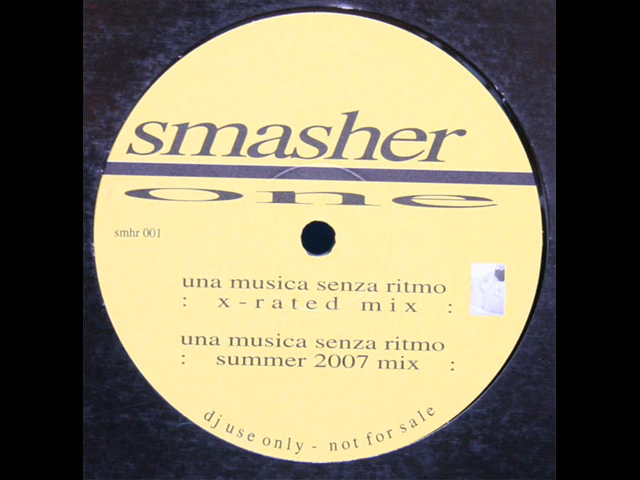 smasher
one
smhr 001
una musica senza ritmo
: x-rated mix :
una musica senza ritmo
: summer 2007 mix :
dj use only - not for sale